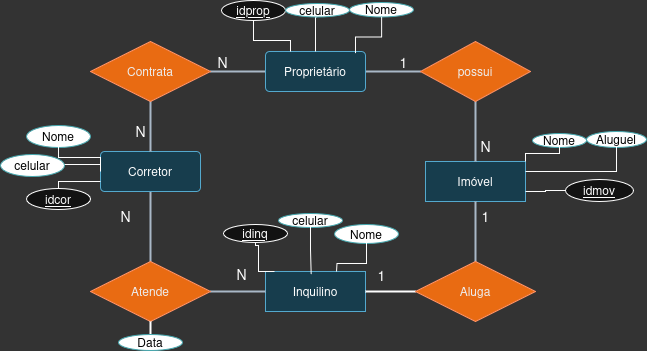 idprop
celular
Nome
Contrata
N
Proprietário
1
possui
N
N
Nome
celular
idcor
Corretor
Nome
Aluguel
Imóvel
idmov
N
1
idinq
celular
Nome
Atende
N
Inquilino
1
Aluga
Data